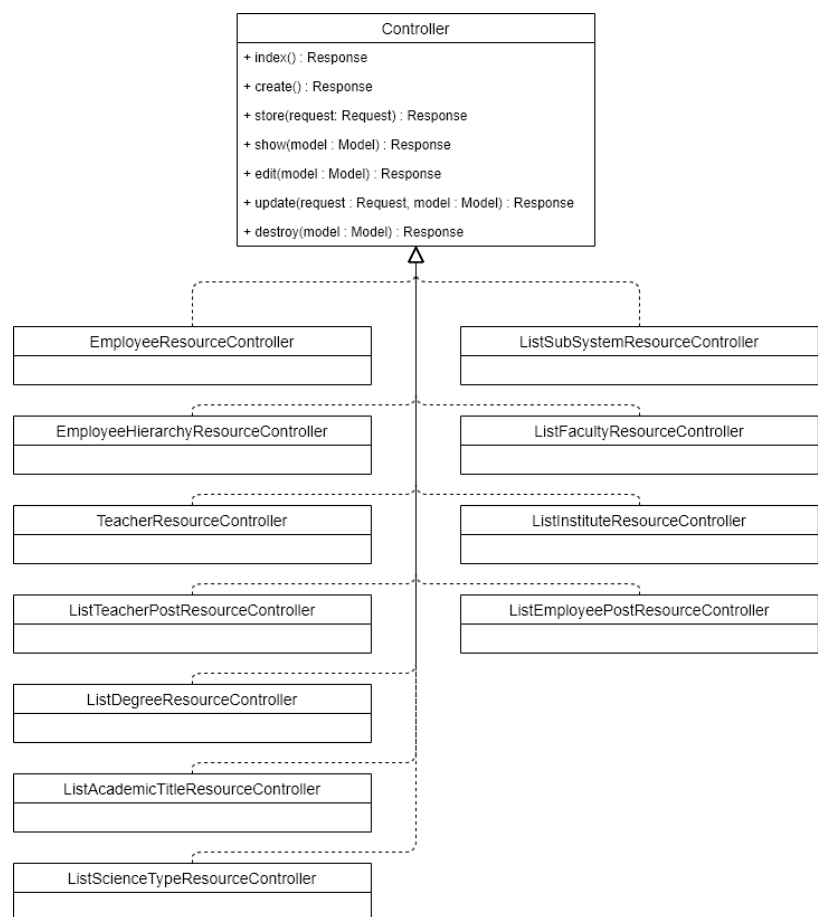 Controller
+ index() : Response
+ create() : Response
+ store(request: Request) : Response
+ show(model : Model) : Response
+ edit(model : Model) : Response
+ update(request : Request, model : Model) : Response
+ destroy(model : Model) : Response
EmployeeResourceController
ListSubSystemResourceController
EmployeeHierarchyResourceController
ListFacultyResourceController
TeacherResourceController
ListInstituteResourceController
ListTeacherPostResourceController
ListEmployeePostResourceController
ListDegreeResourceController
ListAcademicTitleResourceController
ListScienceTypeResourceController